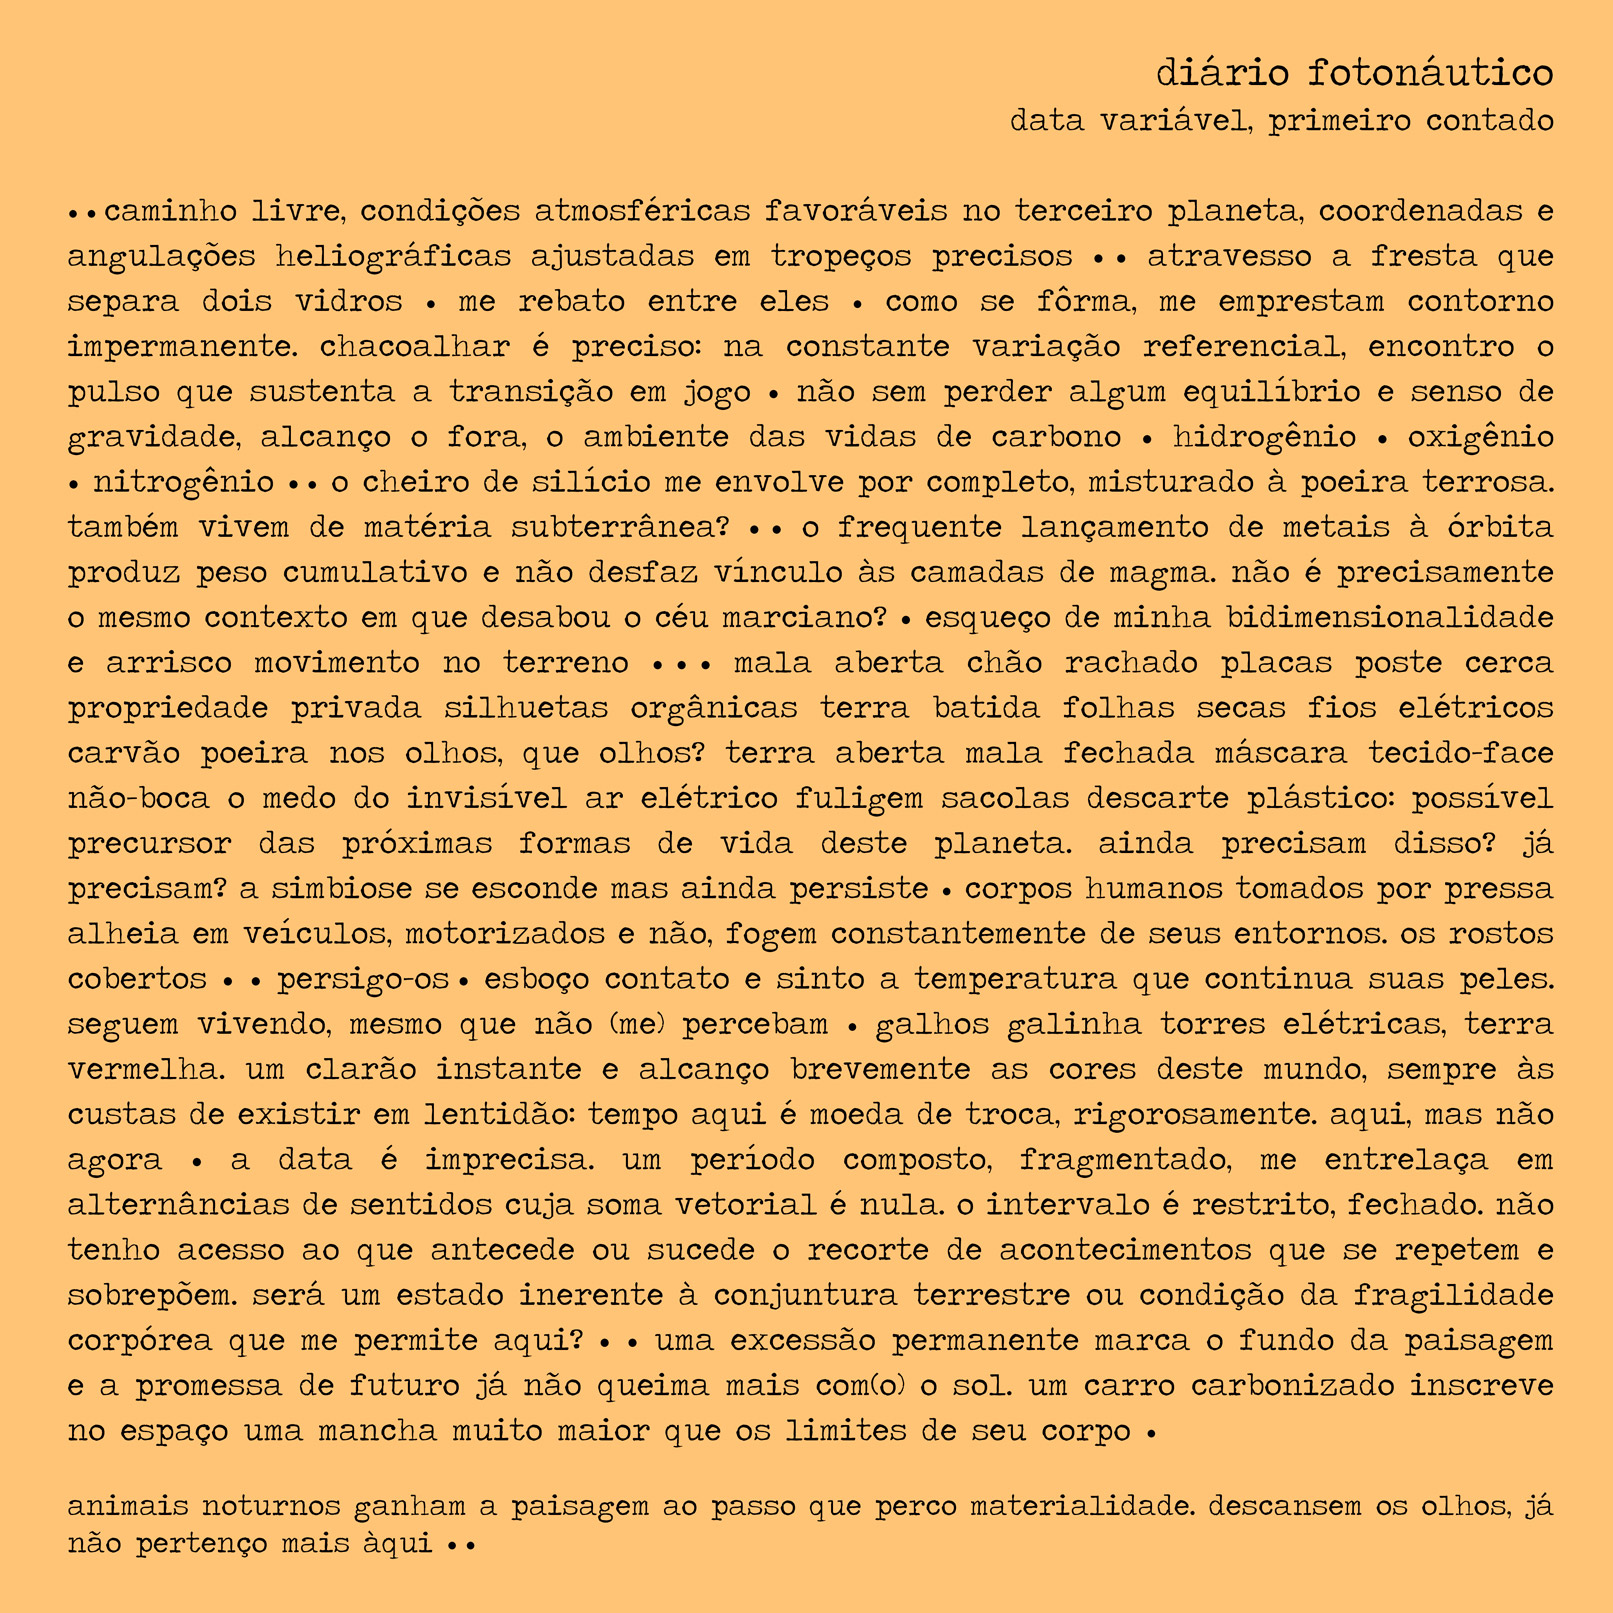 diário fotonáutico
data variável, primeiro contado
•• caminho livre, condições atmosféricas favoráveis no terceiro planeta, coordenadas e
angulações heliográficas ajustadas em tropeços precisos •• atravesso a fresta que
separa dois vidros • me rebato entre eles • como se fôrma, me emprestam contorno
impermanente. chacoalhar é preciso: na constante variação referencial, encontro o
pulso que sustenta a transição em jogo • não sem perder algum equilíbrio e senso de
gravidade, alcanço o fora, o ambiente das vidas de carbono • hidrogênio • oxigênio
• nitrogênio •• o cheiro de silício me envolve por completo, misturado à poeira terrosa.
também vivem de matéria subterrânea? •• o frequente lançamento de metais à órbita
produz peso cumulativo e não desfaz vínculo às camadas de magma. não é precisamente
o mesmo contexto em que desabou o céu marciano? • esqueço de minha bidimensionalidade
e arrisco movimento no terreno ••• mala aberta chão rachado placas poste cerca
propriedade privada silhuetas orgânicas terra batida folhas secas fios elétricos
carvão poeira nos olhos, que olhos? terra aberta mala fechada máscara tecido-face
não-boca o medo do invisível ar elétrico fuligem sacolas descarte plástico: possível
precursor das próximas formas de vida deste planeta. ainda precisam disso? já
precisam? a simbiose se esconde mas ainda persiste • corpos humanos tomados por pressa
alheia em veículos, motorizados e não, fogem constantemente de seus entornos. os rostos
cobertos • • persigo-os • esboço contato e sinto a temperatura que continua suas peles.
seguem vivendo, mesmo que não (me) percebam • galhos galinha torres elétricas, terra
vermelha. um clarão instante e alcanço brevemente as cores deste mundo, sempre às
custas de existir em lentidão: tempo aqui é moeda de troca, rigorosamente. aqui, mas não
agora • a data é imprecisa. um período composto, fragmentado, me entrelaça em
alternâncias de sentidos cuja soma vetorial é nula. o intervalo é restrito, fechado. não
tenho acesso ao que antecede ou sucede o recorte de acontecimentos que se repetem e
sobrepõem. será um estado inerente à conjuntura terrestre ou condição da fragilidade
corpórea que me permite aqui? • • uma excessão permanente marca o fundo da paisagem
e a promessa de futuro já não queima mais com(o) o sol. um carro carbonizado inscreve
no espaço uma mancha muito maior que os limites de seu corpo •
animais noturnos ganham a paisagem ao passo que perco materialidade. descansem os olhos, já
não pertenço mais àqui ••